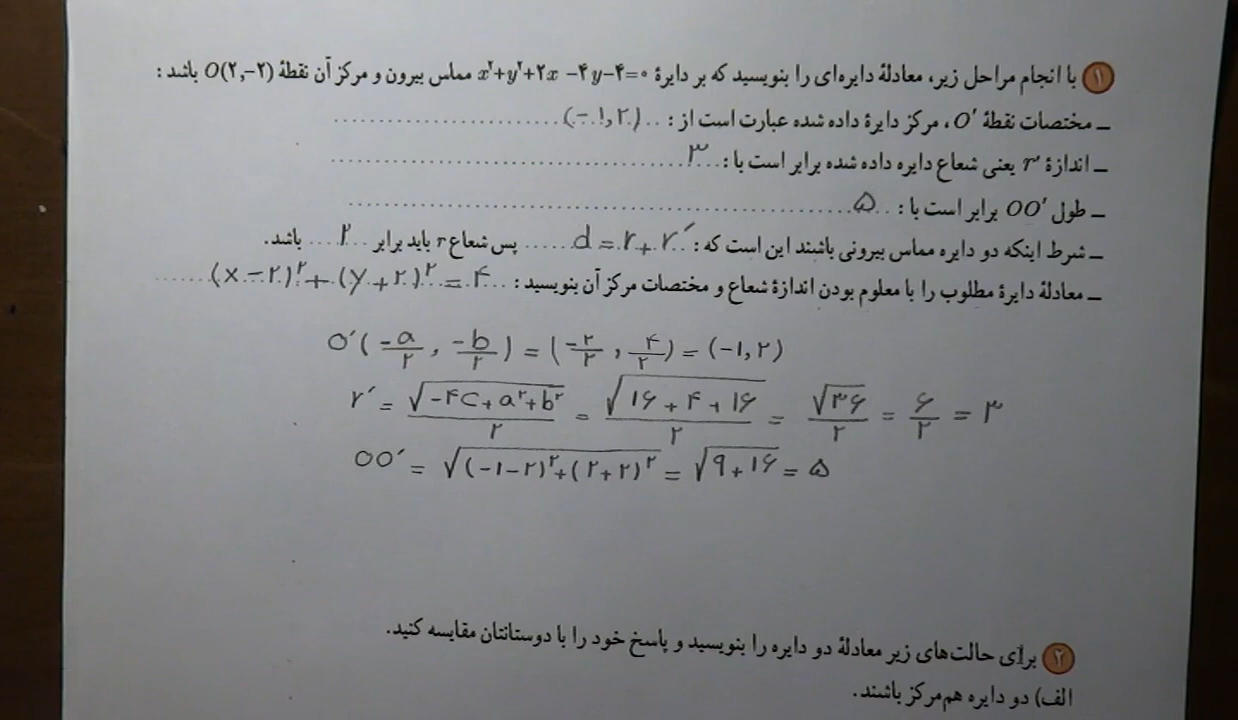 ۱ با انجام مراحل زیر، معادلهٔ دایره‌ای را بنویسید که بر دایرهٔ x²+y²+۲x -۴y-۴=۰ مماس بیرون و مرکز آن نقطهٔ O(۲,-۲) باشد :
ـ مختصات نقطهٔ O′، مرکز دایرهٔ داده شده عبارت است از : (-۱,۲)
ـ اندازهٔ r′ یعنی شعاع دایره داده شده برابر است با : ۳
ـ طول OO′ برابر است با : ۵
ـ شرط اینکه دو دایره مماس بیرونی باشند این است که : d = r + r′ پس شعاع r باید برابر ۲ باشد.
ـ معادلهٔ دایرهٔ مطلوب را با معلوم بودن اندازهٔ شعاع و مختصات مرکز آن بنویسید : (x-۲)²+(y+۲)²=۴
O′(-a/۲, -b/۲) = (-۲/۲, ۴/۲) = (-۱,۲)
r′ = √(-۴c+a²+b²)/۲ = √(۱۶+۴+۱۶)/۲ = √۳۶/۲ = ۶/۲ = ۳
OO′ = √((-۱-۲)²+(۲+۲)²) = √(۹+۱۶) = ۵
۲ برای حالت‌های زیر معادلهٔ دو دایره را بنویسید و پاسخ خود را با دوستانتان مقایسه کنید.
الف) دو دایره هم‌مرکز باشند.